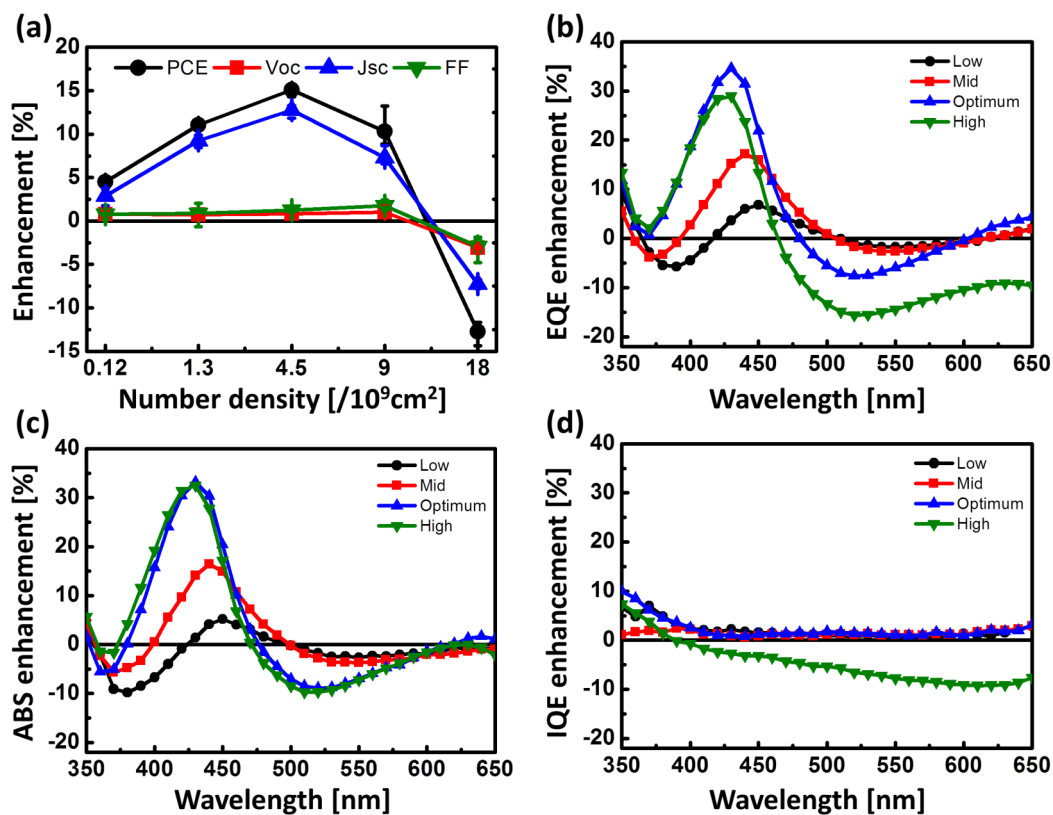 (a)
PCE Voc Jsc FF
Enhancement [%]
20
15
10
5
0
-5
-10
-15
0.12 1.3 4.5 9 18
Number density [/10⁹cm²]
(b)
Low
Mid
Optimum
High
EQE enhancement [%]
40
30
20
10
0
-10
-20
350 400 450 500 550 600 650
Wavelength [nm]
(c)
Low
Mid
Optimum
High
ABS enhancement [%]
40
30
20
10
0
-10
-20
350 400 450 500 550 600 650
Wavelength [nm]
(d)
Low
Mid
Optimum
High
IQE enhancement [%]
40
30
20
10
0
-10
-20
350 400 450 500 550 600 650
Wavelength [nm]